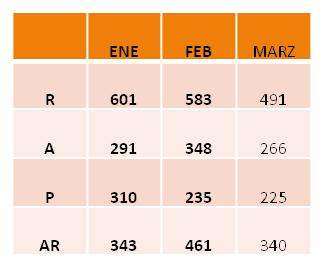 ENE FEB MARZ
R 601 583 491
A 291 348 266
P 310 235 225
AR 343 461 340